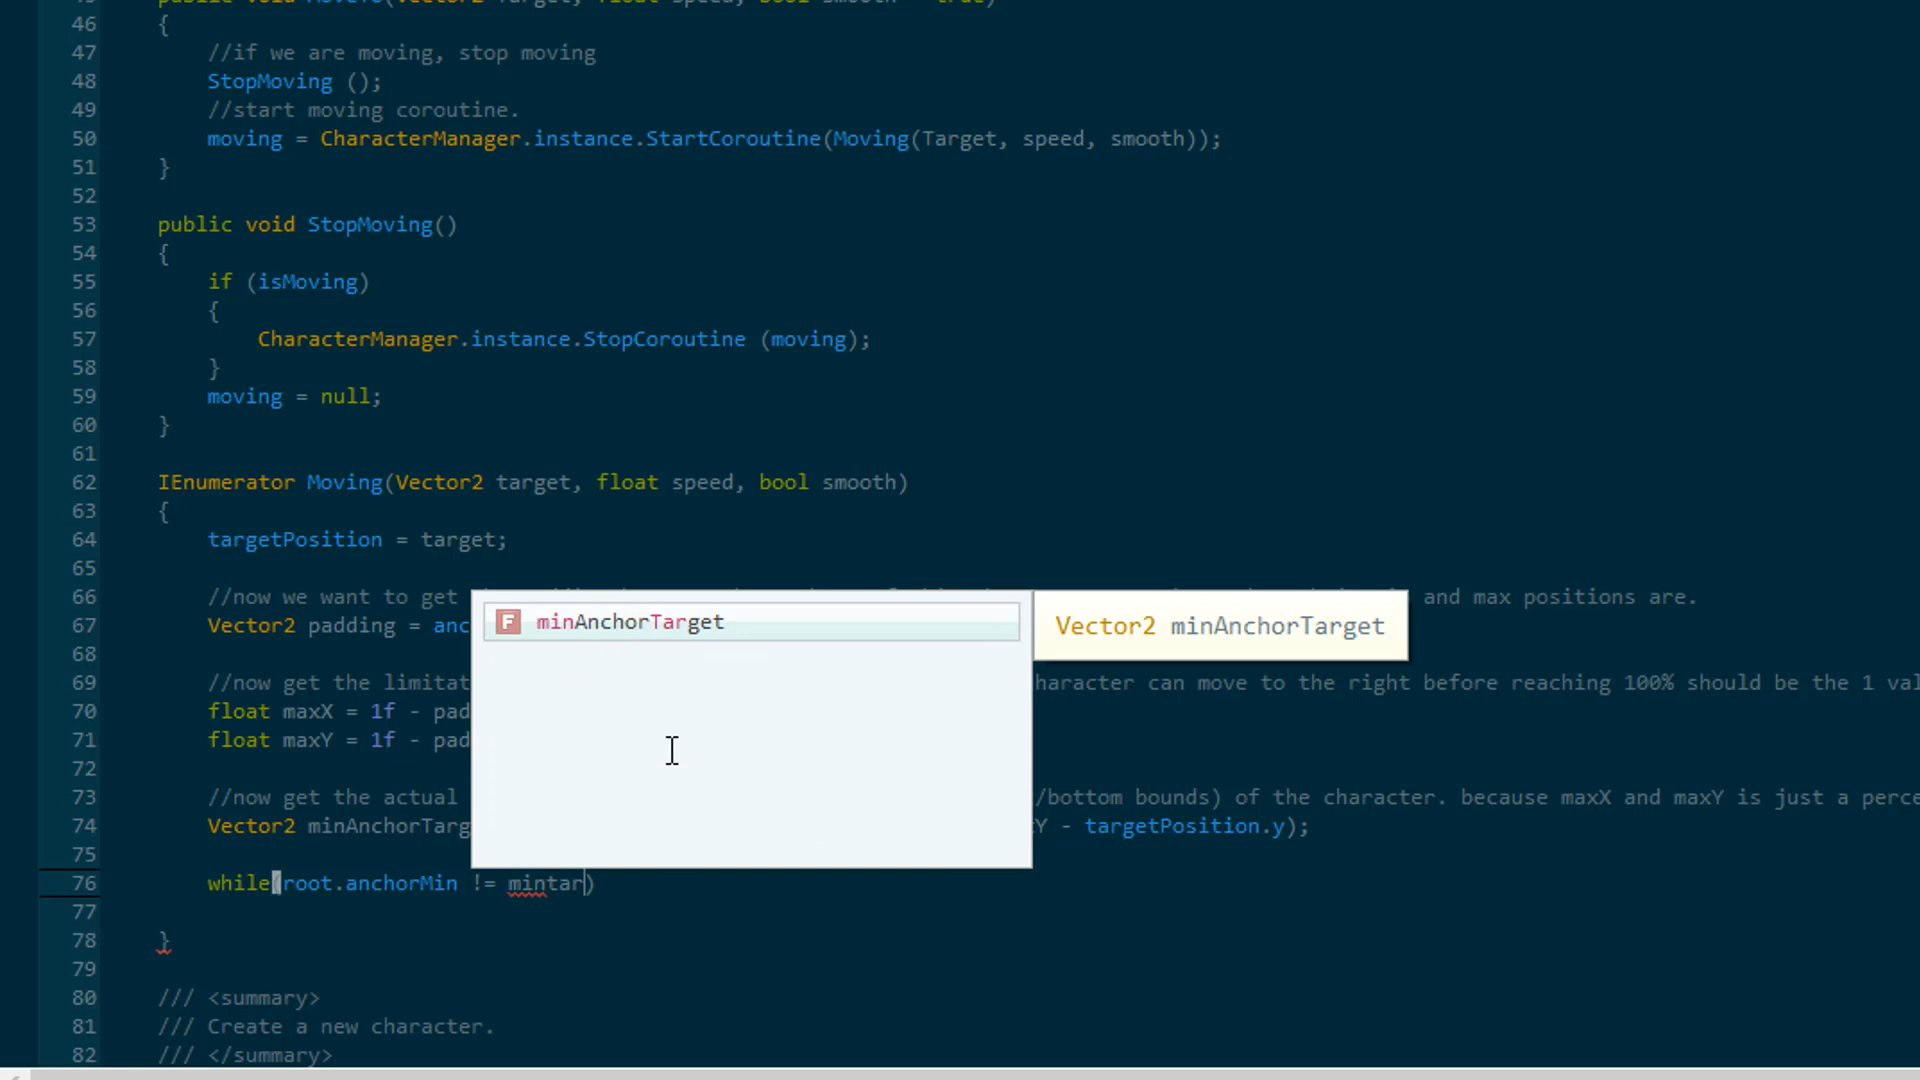 public void MoveTo(Vector2 Target, float speed, bool smooth = true)
46 {
47 //if we are moving, stop moving
48 StopMoving ();
49 //start moving coroutine.
50 moving = CharacterManager.instance.StartCoroutine(Moving(Target, speed, smooth));
51 }
52
53 public void StopMoving()
54 {
55 if (isMoving)
56 {
57 CharacterManager.instance.StopCoroutine (moving);
58 }
59 moving = null;
60 }
61
62 IEnumerator Moving(Vector2 target, float speed, bool smooth)
63 {
64 targetPosition = target;
65
66 //now we want to get and max positions are.
67 Vector2 padding = anc
minAnchorTarget
Vector2 minAnchorTarget
68
69 //now get the limitat haracter can move to the right before reaching 100% should be the 1 val
70 float maxX = 1f - pad
71 float maxY = 1f - pad
72
73 //now get the actual /bottom bounds) of the character. because maxX and maxY is just a perce
74 Vector2 minAnchorTarg Y - targetPosition.y);
75
76 while(root.anchorMin != mintar)
77
78 }
79
80 /// <summary>
81 /// Create a new character.
82 /// </summary>